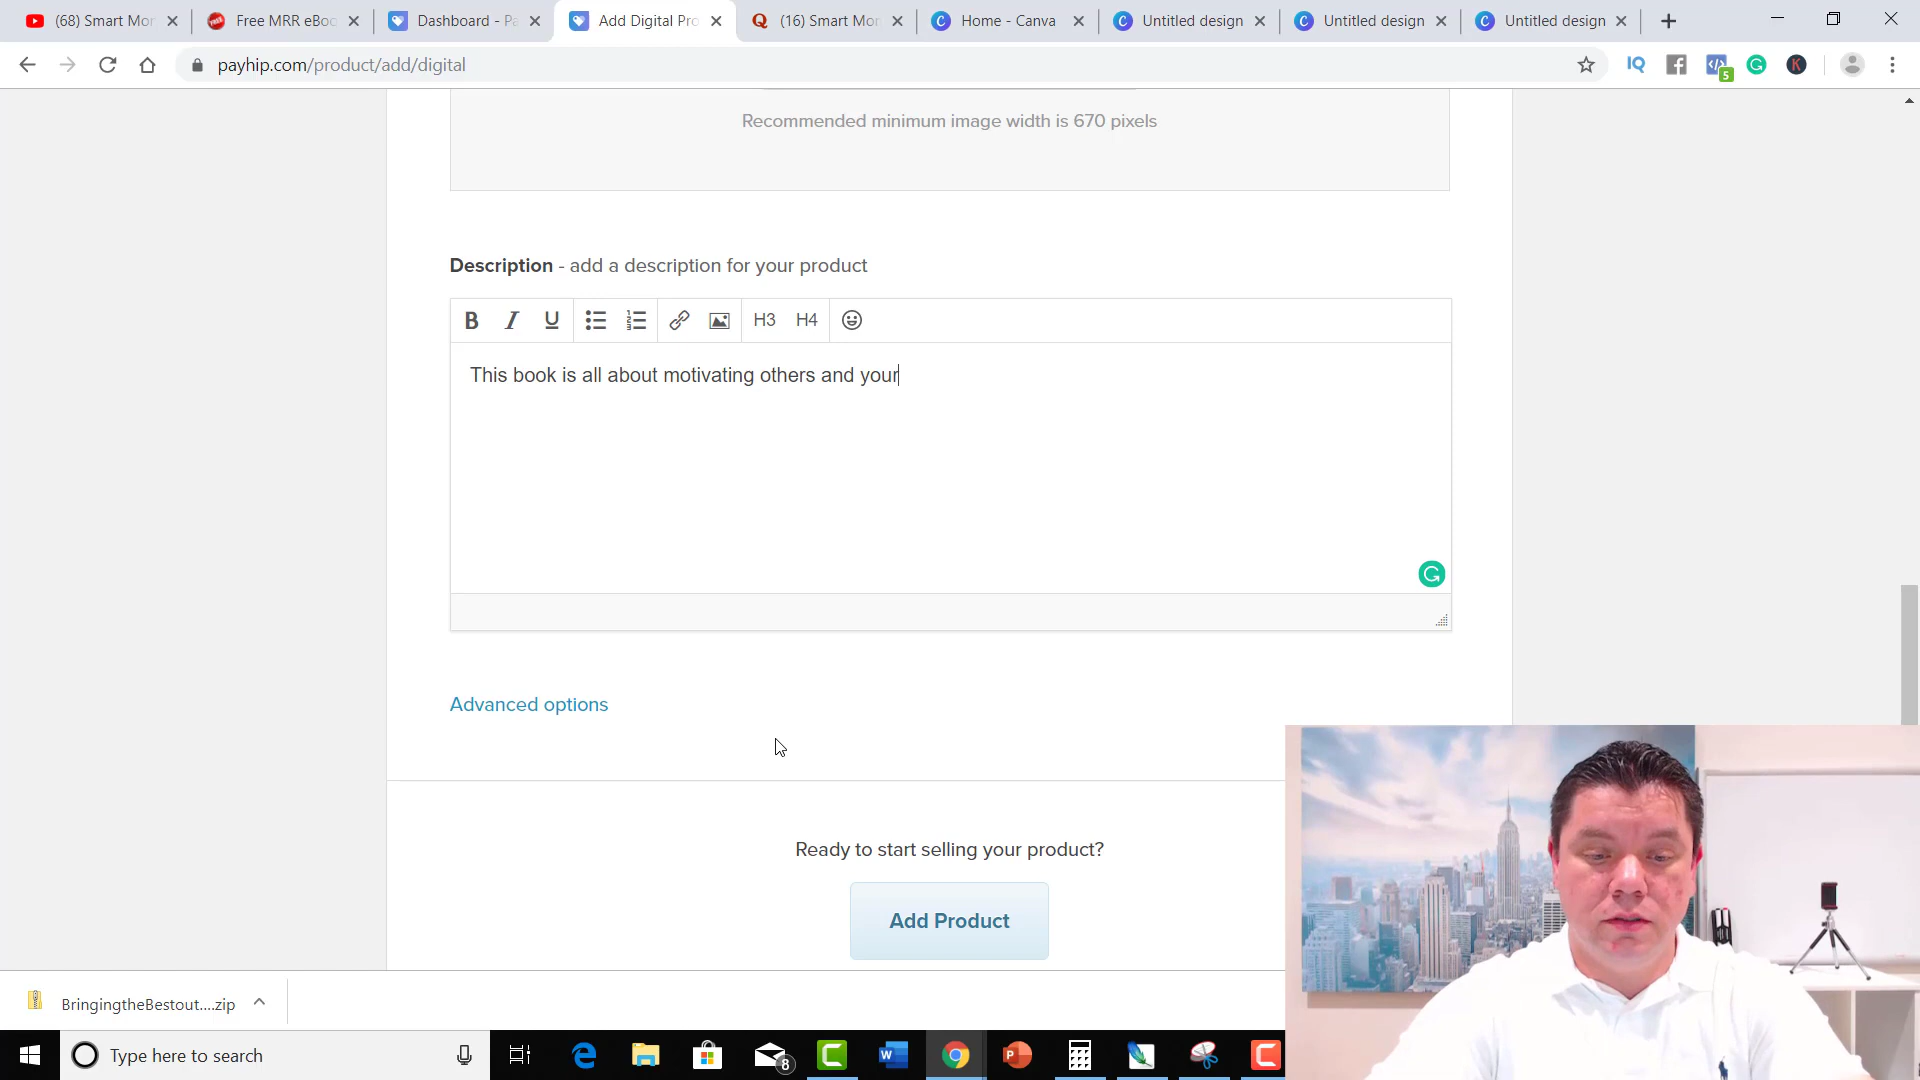 (68) Smart Mor
Free MRR eBoo
Dashboard - Pa
Add Digital Pro
(16) Smart Mor
Home - Canva
Untitled design
Untitled design
Untitled design
payhip.com/product/add/digital
5
Recommended minimum image width is 670 pixels
Description - add a description for your product
B I U H3 H4
This book is all about motivating others and your
Advanced options
Ready to start selling your product?
Add Product
BringingtheBestout....zip
Type here to search
8